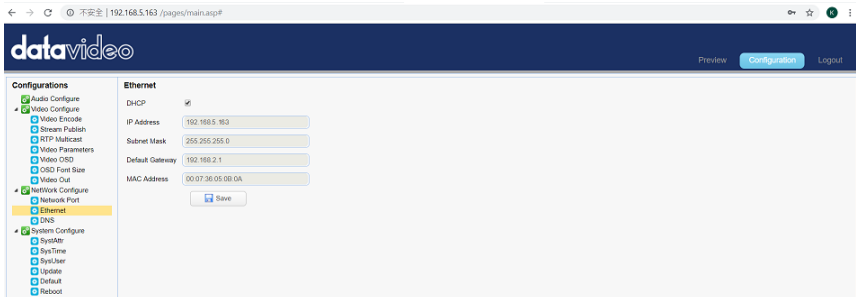 不安全 | 192.168.5.163 /pages/main.asp#
K
datavideo
Preview
Configuration
Logout
Configurations
Audio Configure
Video Configure
Video Encode
Stream Publish
RTP Multicast
Video Parameters
Video OSD
OSD Font Size
Video Out
NetWork Configure
Network Port
Ethernet
DNS
System Configure
SystAttr
SysTime
SysUser
Update
Default
Reboot
Ethernet
DHCP
IP Address 192.168.5.163
Subnet Mask 255.255.255.0
Default Gateway 192.168.2.1
MAC Address 00:07:36:05:09:0A
Save